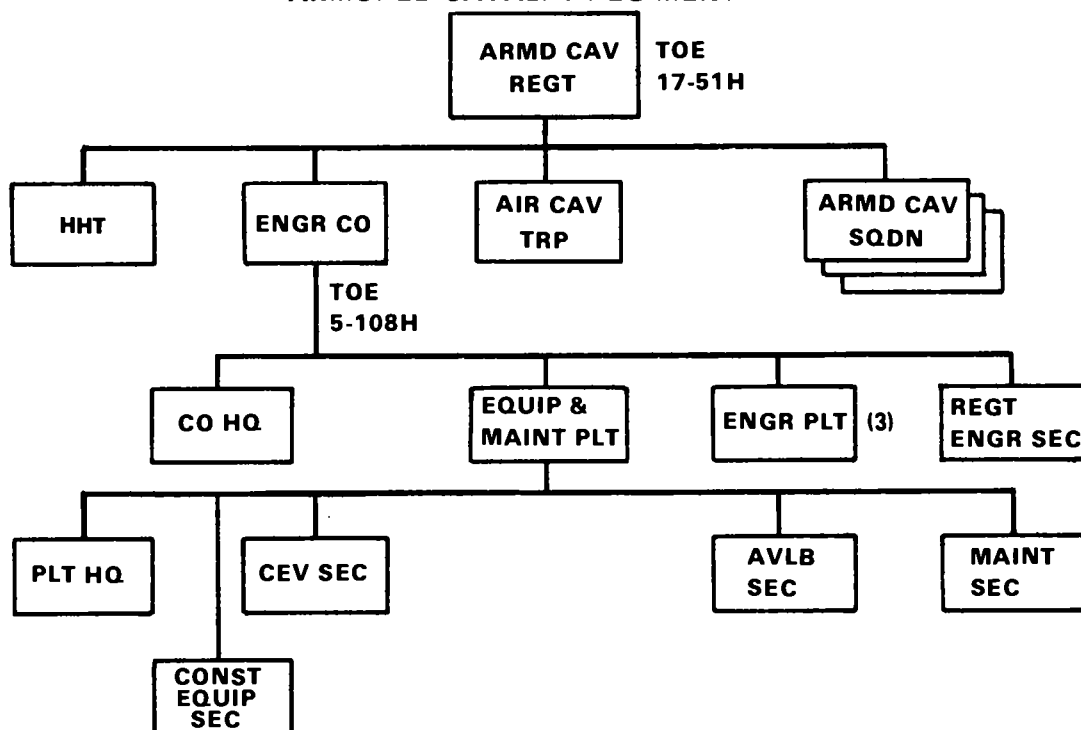 ARMD CAV
REGT
TOE
17-51H
HHT
ENGR CO
AIR CAV
TRP
ARMD CAV
SQDN
TOE
5-108H
CO HQ
EQUIP &
MAINT PLT
ENGR PLT (3)
REGT
ENGR SEC
PLT HQ
CEV SEC
AVLB
SEC
MAINT
SEC
CONST
EQUIP
SEC